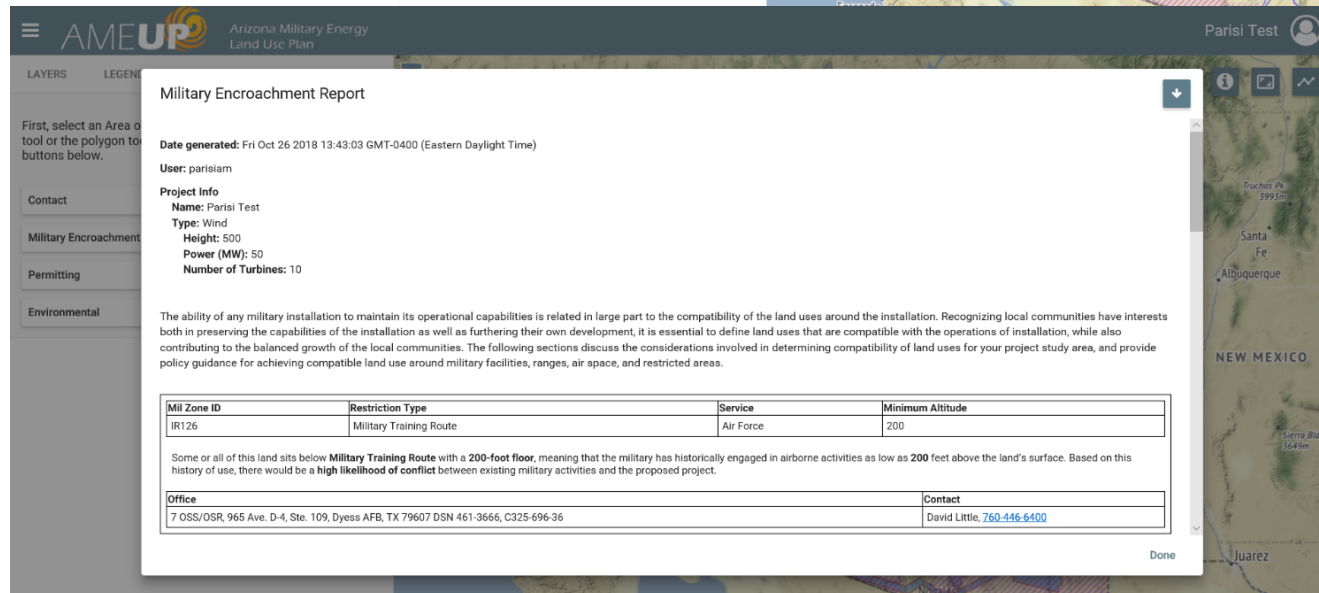 AMEUP
Arizona Military Energy
Land Use Plan
Parisi Test
LAYERS
First, select an Area
tool or the polygon
buttons below.
Contact
Military Encroachment
Permitting
Environmental
Military Encroachment Report
Date generated: Fri Oct 26 2018 13:43:03 GMT-0400 (Eastern Daylight Time)
User: parisiam
Project Info
Name: Parisi Test
Type: Wind
Height: 500
Power (MW): 50
Number of Turbines: 10
The ability of any military installation to maintain its operational capabilities is related in large part to the compatibility of the land uses around the installation. Recognizing local communities have interests
both in preserving the capabilities of the installation as well as furthering their own development, it is essential to define land uses that are compatible with the operations of installation, while also
contributing to the balanced growth of the local communities. The following sections discuss the considerations involved in determining compatibility of land uses for your project study area, and provide
policy guidance for achieving compatible land use around military facilities, ranges, air space, and restricted areas.
Mil Zone ID Restriction Type Service Minimum Altitude
IR126 Military Training Route Air Force 200
Some or all of this land sits below Military Training Route with a 200-foot floor, meaning that the military has historically engaged in airborne activities as low as 200 feet above the land's surface. Based on this
history of use, there would be a high likelihood of conflict between existing military activities and the proposed project.
Office Contact
7 OSS/OSR, 965 Ave. D-4, Ste. 109, Dyess AFB, TX 79607 DSN 461-3666, C325-696-36 David Little, 760-446-6400
Done
Truchas Pk.
3993m
Santa
Fe
Albuquerque
NEW MEXICO
Sierra
3649m
Juarez